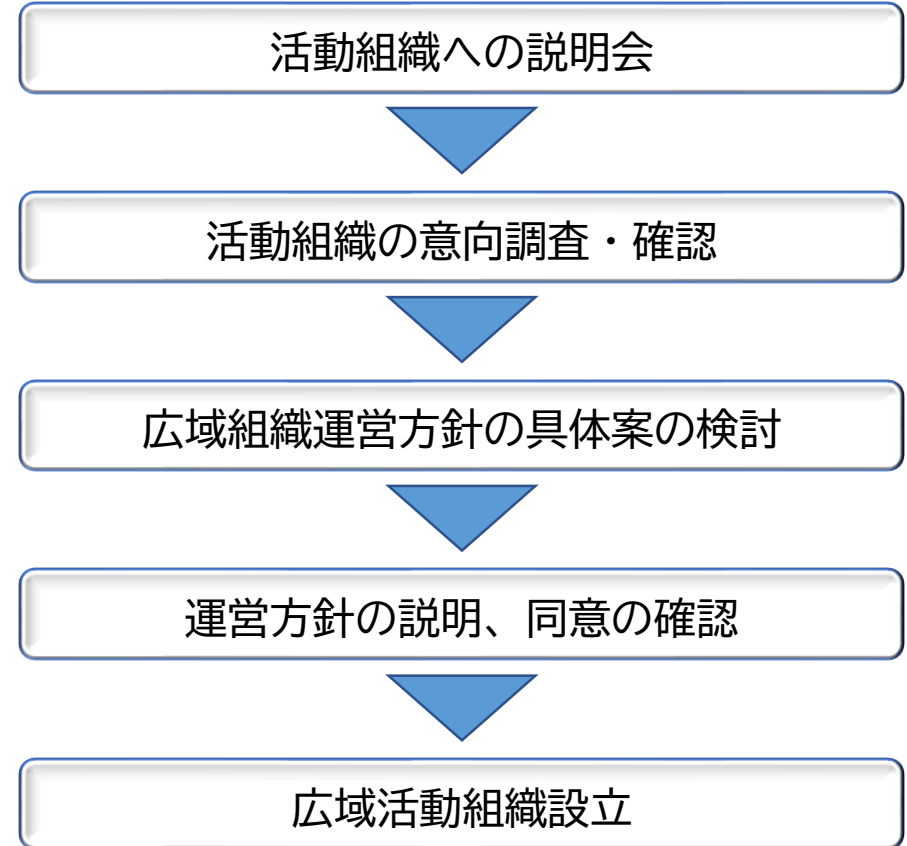 活動組織への説明会
活動組織の意向調査・確認
広域組織運営方針の具体案の検討
運営方針の説明、同意の確認
広域活動組織設立